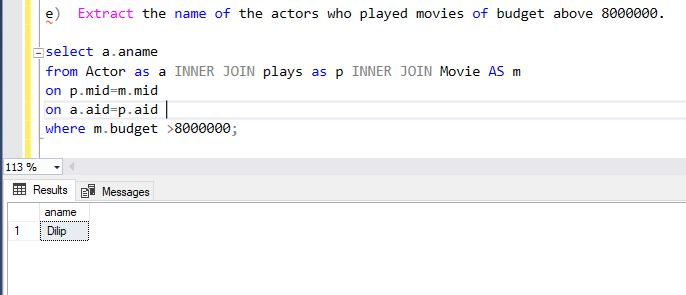 e)  Extract the name of the actors who played movies of budget above 8000000.
select a.aname
from Actor as a INNER JOIN plays as p INNER JOIN Movie AS m
on p.mid=m.mid
on a.aid=p.aid
where m.budget >8000000;
113 %
Results Messages
aname
1 Dilip